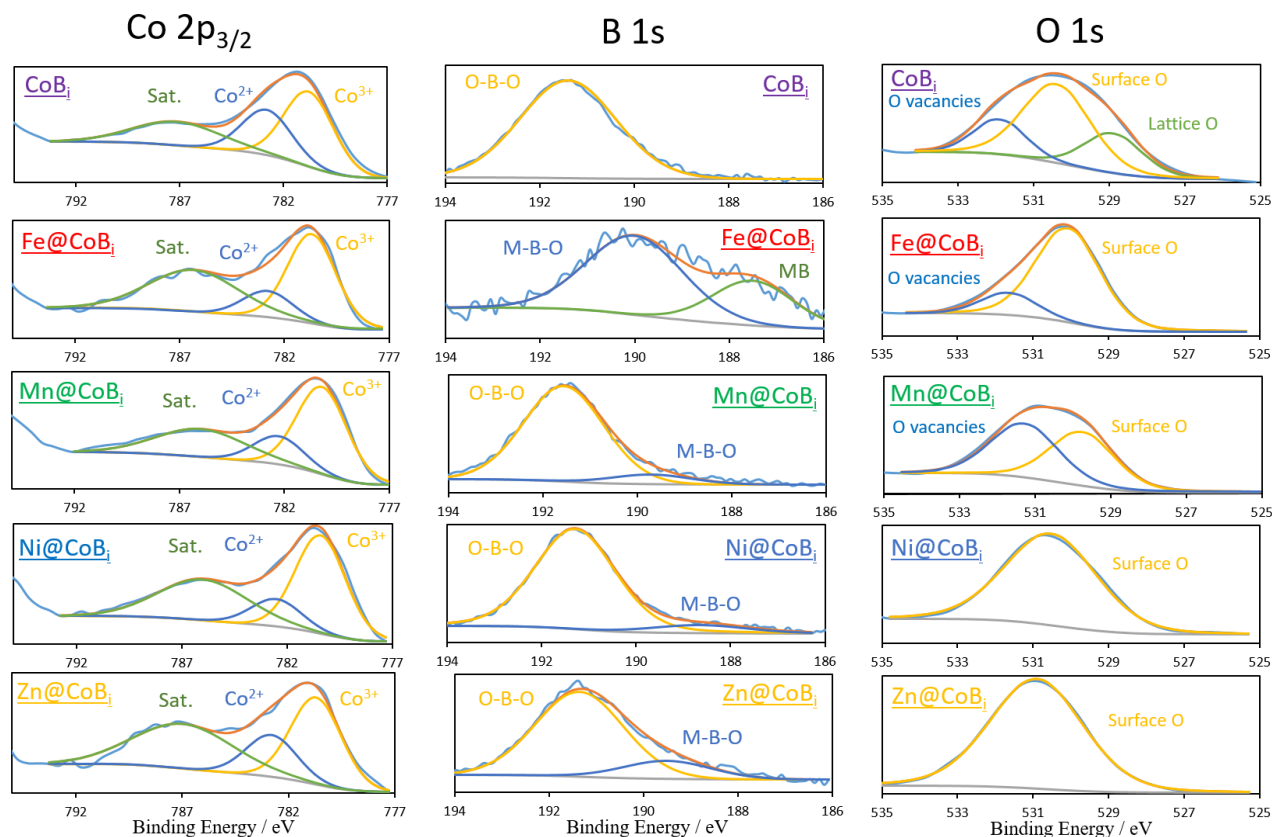 Co 2p3/2
B 1s
O 1s
CoBi
Sat.
Co2+
Co3+
792
787
782
777
O-B-O
CoBi
194
192
190
188
186
CoBi
O vacancies
Surface O
Lattice O
535
533
531
529
527
525
Fe@CoBi
Sat.
Co2+
Co3+
792
787
782
777
M-B-O
Fe@CoBi
MB
194
192
190
188
186
Fe@CoBi
Surface O
O vacancies
535
533
531
529
527
525
Mn@CoBi
Sat.
Co2+
Co3+
792
787
782
777
O-B-O
Mn@CoBi
M-B-O
194
192
190
188
186
Mn@CoBi
O vacancies
Surface O
535
533
531
529
527
525
Ni@CoBi
Sat.
Co2+
Co3+
792
787
782
777
O-B-O
Ni@CoBi
M-B-O
194
192
190
188
186
Ni@CoBi
Surface O
535
533
531
529
527
525
Zn@CoBi
Sat.
Co2+
Co3+
792
787
782
777
Binding Energy / eV
O-B-O
Zn@CoBi
M-B-O
194
192
190
188
186
Binding Energy / eV
Zn@CoBi
Surface O
535
533
531
529
527
525
Binding Energy / eV